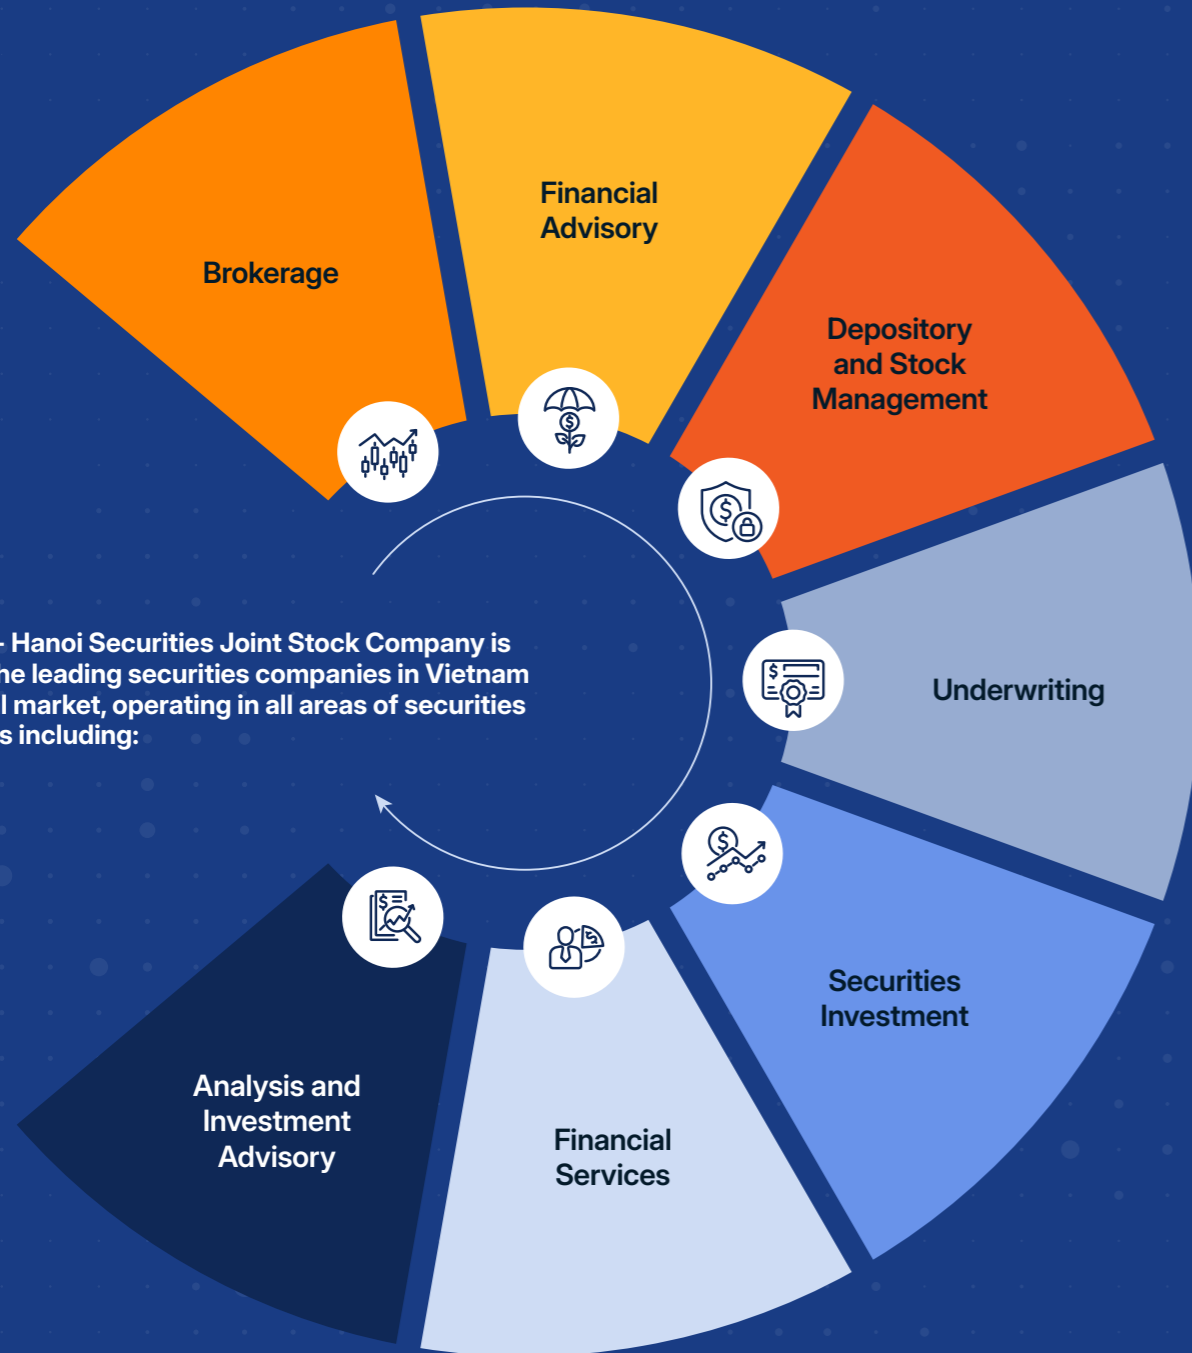 Brokerage
Financial
Advisory
Depository
and Stock
Management
- Hanoi Securities Joint Stock Company is
leading securities companies in Vietnam
market, operating in all areas of securities
including:
Underwriting
Securities
Investment
Financial
Services
Analysis and
Investment
Advisory